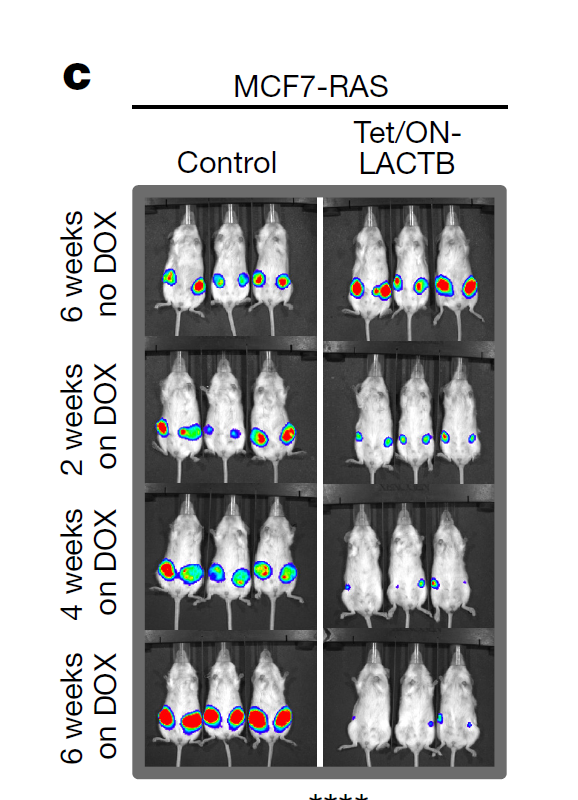 c
MCF7-RAS
Control
Tet/ON-
LACTB
6 weeks
no DOX
2 weeks
on DOX
4 weeks
on DOX
6 weeks
on DOX
****